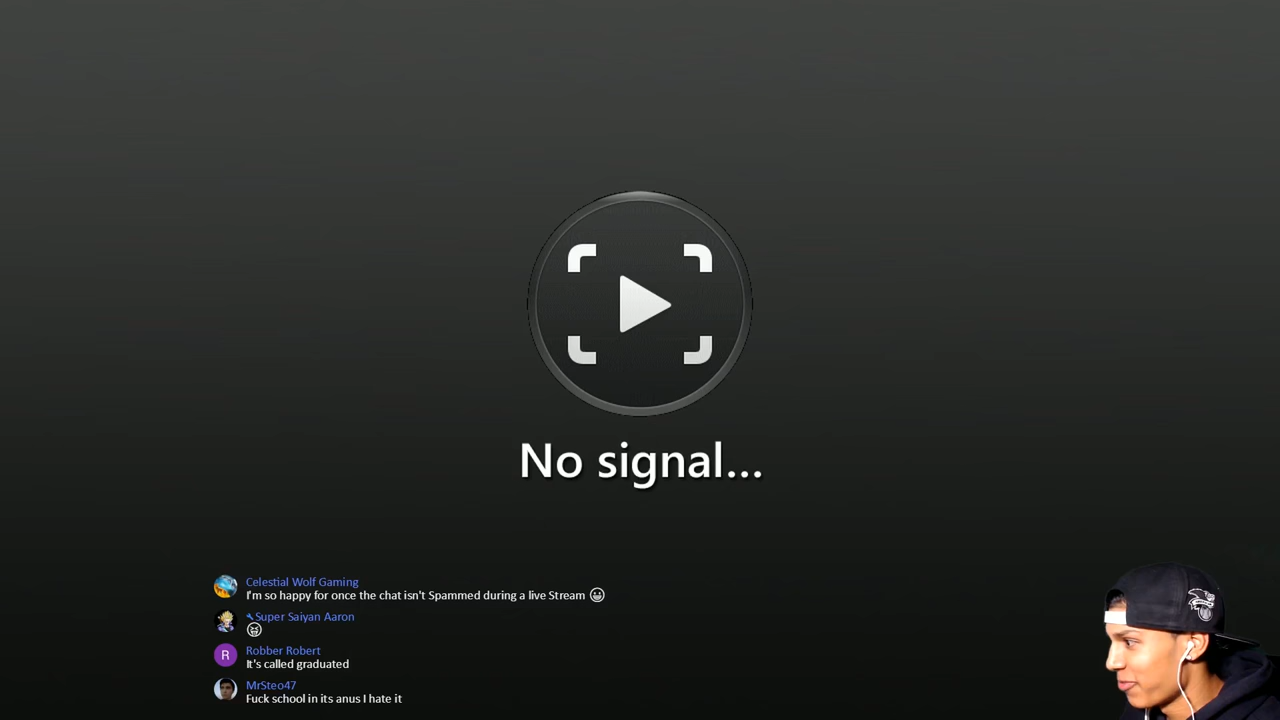 No signal...
Celestial Wolf Gaming
I'm so happy for once the chat isn't Spammed during a live Stream 😀
Super Saiyan Aaron
😝
R
Robber Robert
It's called graduated
MrSteo47
Fuck school in its anus I hate it